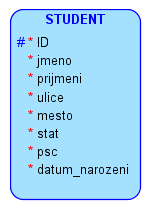 STUDENT
# * ID
* jmeno
* prijmeni
* ulice
* mesto
* stat
* psc
* datum_narozeni